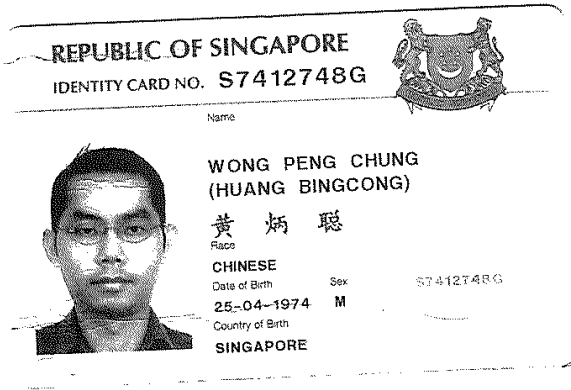 REPUBLIC OF SINGAPORE
IDENTITY CARD NO. S7412748G
Name
WONG PENG CHUNG
(HUANG BINGCONG)
黄 炳 聪
Race
CHINESE
Date of Birth Sex S7412748G
25-04-1974 M
Country of Birth
SINGAPORE